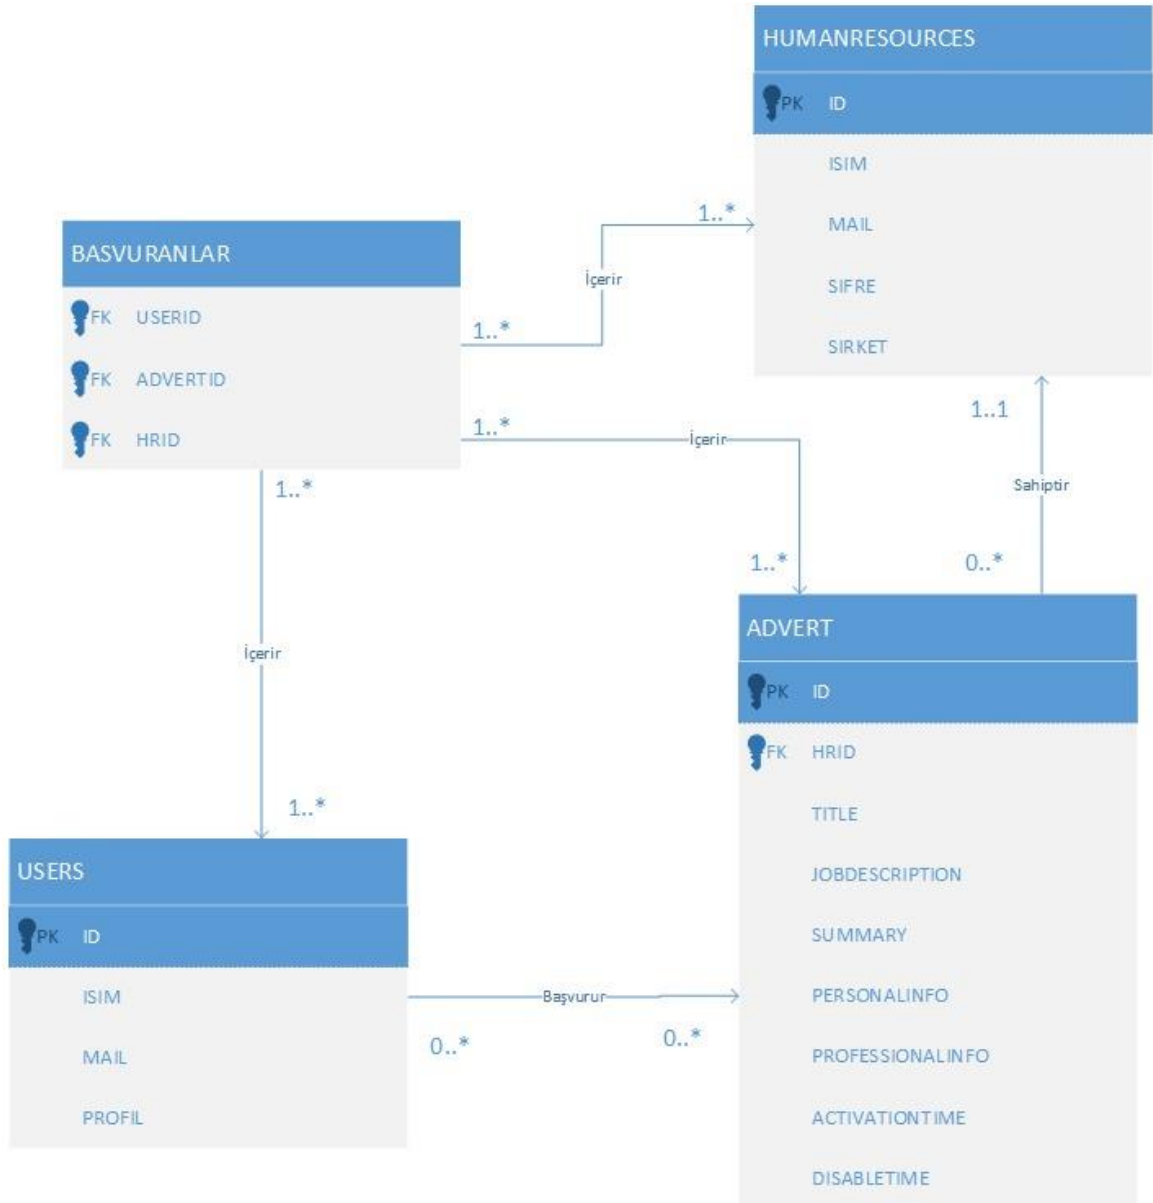 HUMANRESOURCES
PK ID
ISIM
MAIL
SIFRE
SIRKET
BASVURANLAR
FK USERID
FK ADVERTID
FK HRID
1..*
İçerir
1..*
1..*
İçerir
1..*
1..1
Sahiptir
0..*
1..*
İçerir
1..*
ADVERT
PK ID
FK HRID
TITLE
JOBDESCRIPTION
SUMMARY
PERSONALINFO
PROFESSIONALINFO
ACTIVATIONTIME
DISABLETIME
USERS
PK ID
ISIM
MAIL
PROFIL
Başvurur
0..*
0..*